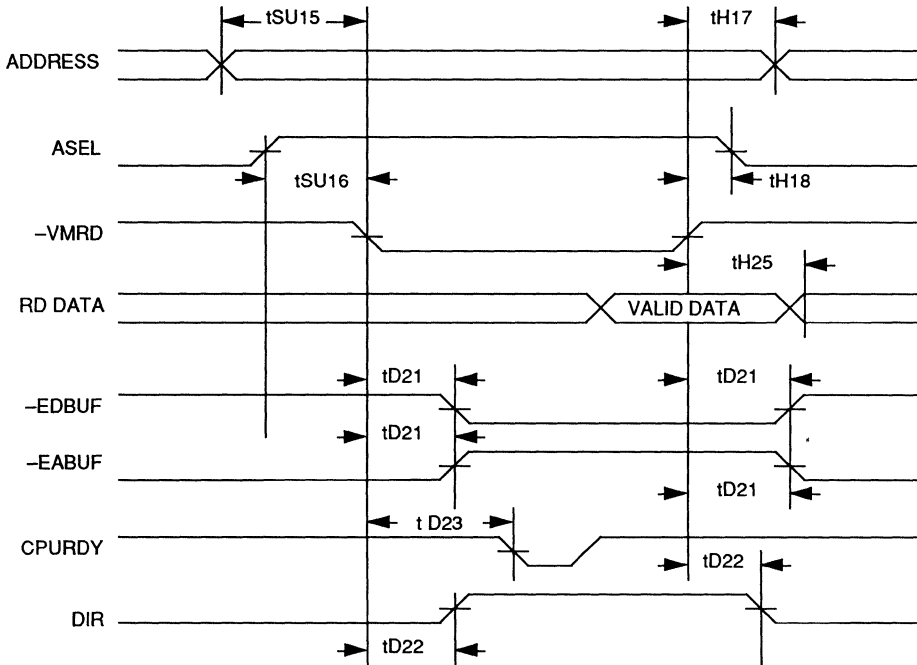 tSU15
tH17
ADDRESS
ASEL
tSU16
tH18
–VMRD
tH25
RD DATA
VALID DATA
tD21
tD21
–EDBUF
tD21
–EABUF
tD21
t D23
CPURDY
tD22
DIR
tD22